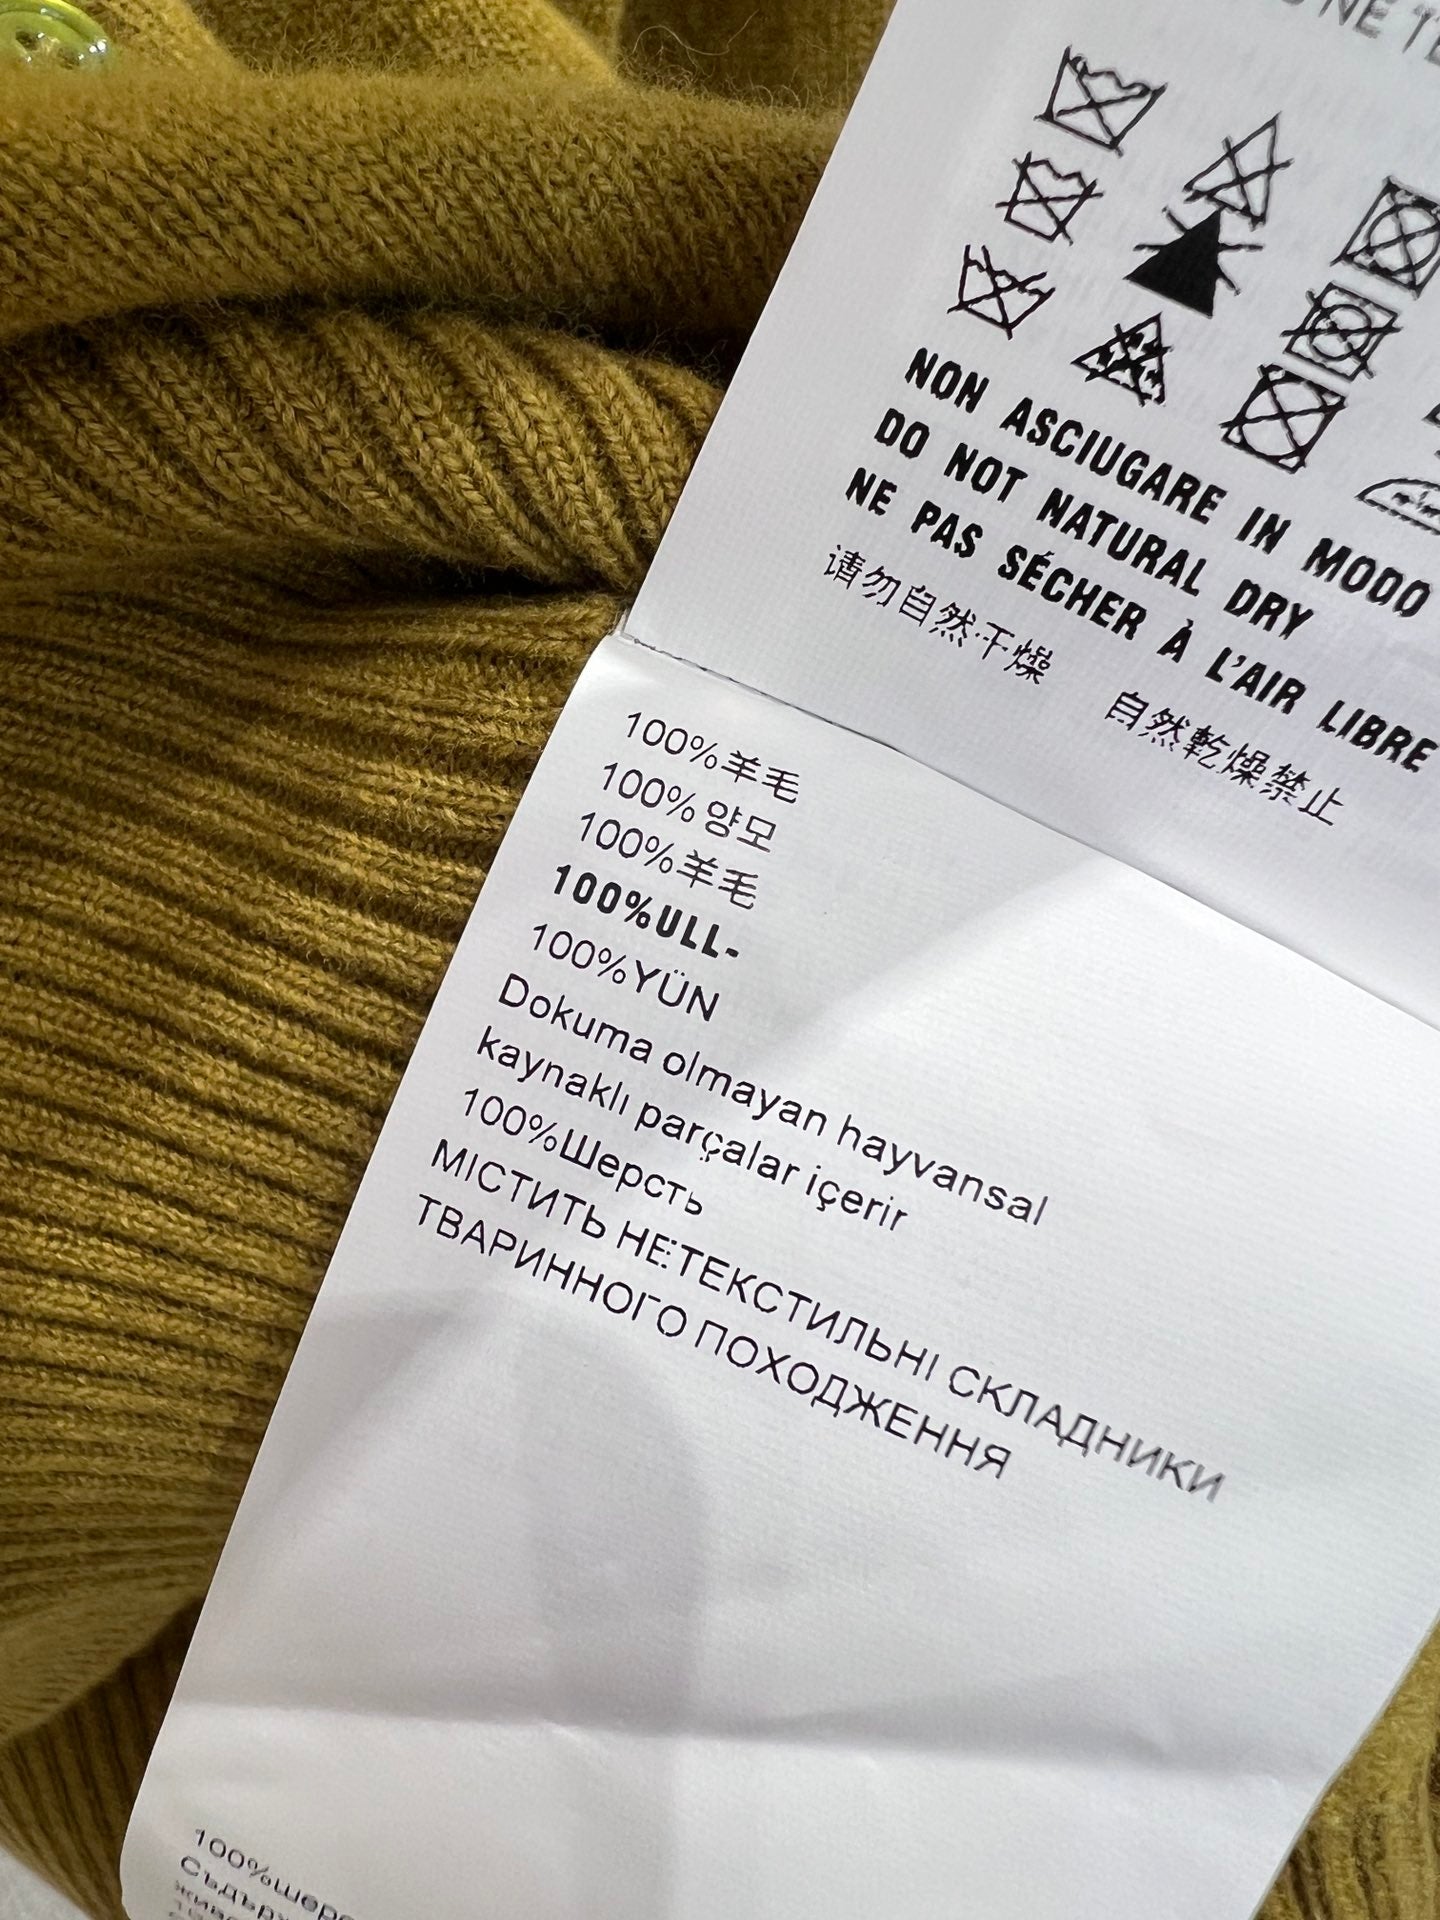 NE
NON ASCIUGARE IN MODO
DO NOT NATURAL DRY
NE PAS SÉCHER À L'AIR LIBRE
请勿自然干燥 自然乾燥禁止
100%羊毛
100%양모
100%羊毛
100%ULL-
100%YÜN
Dokuma olmayan hayvansal
kaynaklı parçalar içerir
100%Шерсть
МІСТИТЬ НЕТЕКСТИЛЬНІ СКЛАДНИКИ
ТВАРИННОГО ПОХОДЖЕННЯ